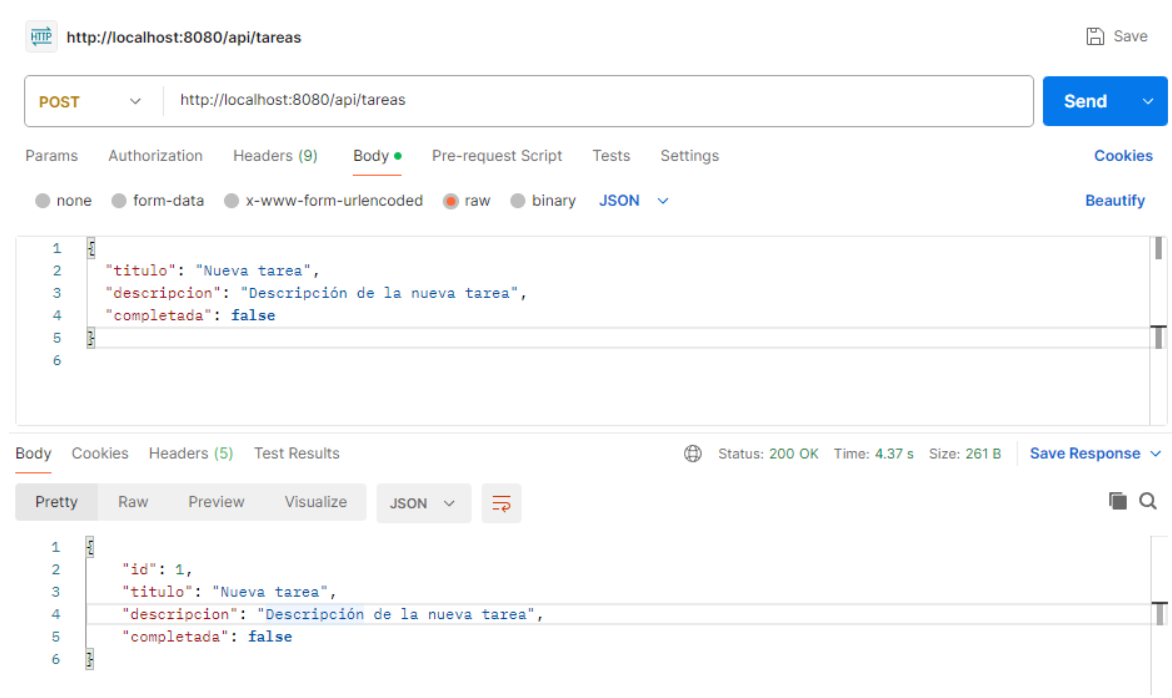 HTTP http://localhost:8080/api/tareas Save
POST http://localhost:8080/api/tareas Send
Params Authorization Headers (9) Body Pre-request Script Tests Settings Cookies
none form-data x-www-form-urlencoded raw binary JSON Beautify
1 {
2 "titulo": "Nueva tarea",
3 "descripcion": "Descripción de la nueva tarea",
4 "completada": false
5 }
6
Body Cookies Headers (5) Test Results Status: 200 OK Time: 4.37 s Size: 261 B Save Response
Pretty Raw Preview Visualize JSON
1 {
2 "id": 1,
3 "titulo": "Nueva tarea",
4 "descripcion": "Descripción de la nueva tarea",
5 "completada": false
6 }